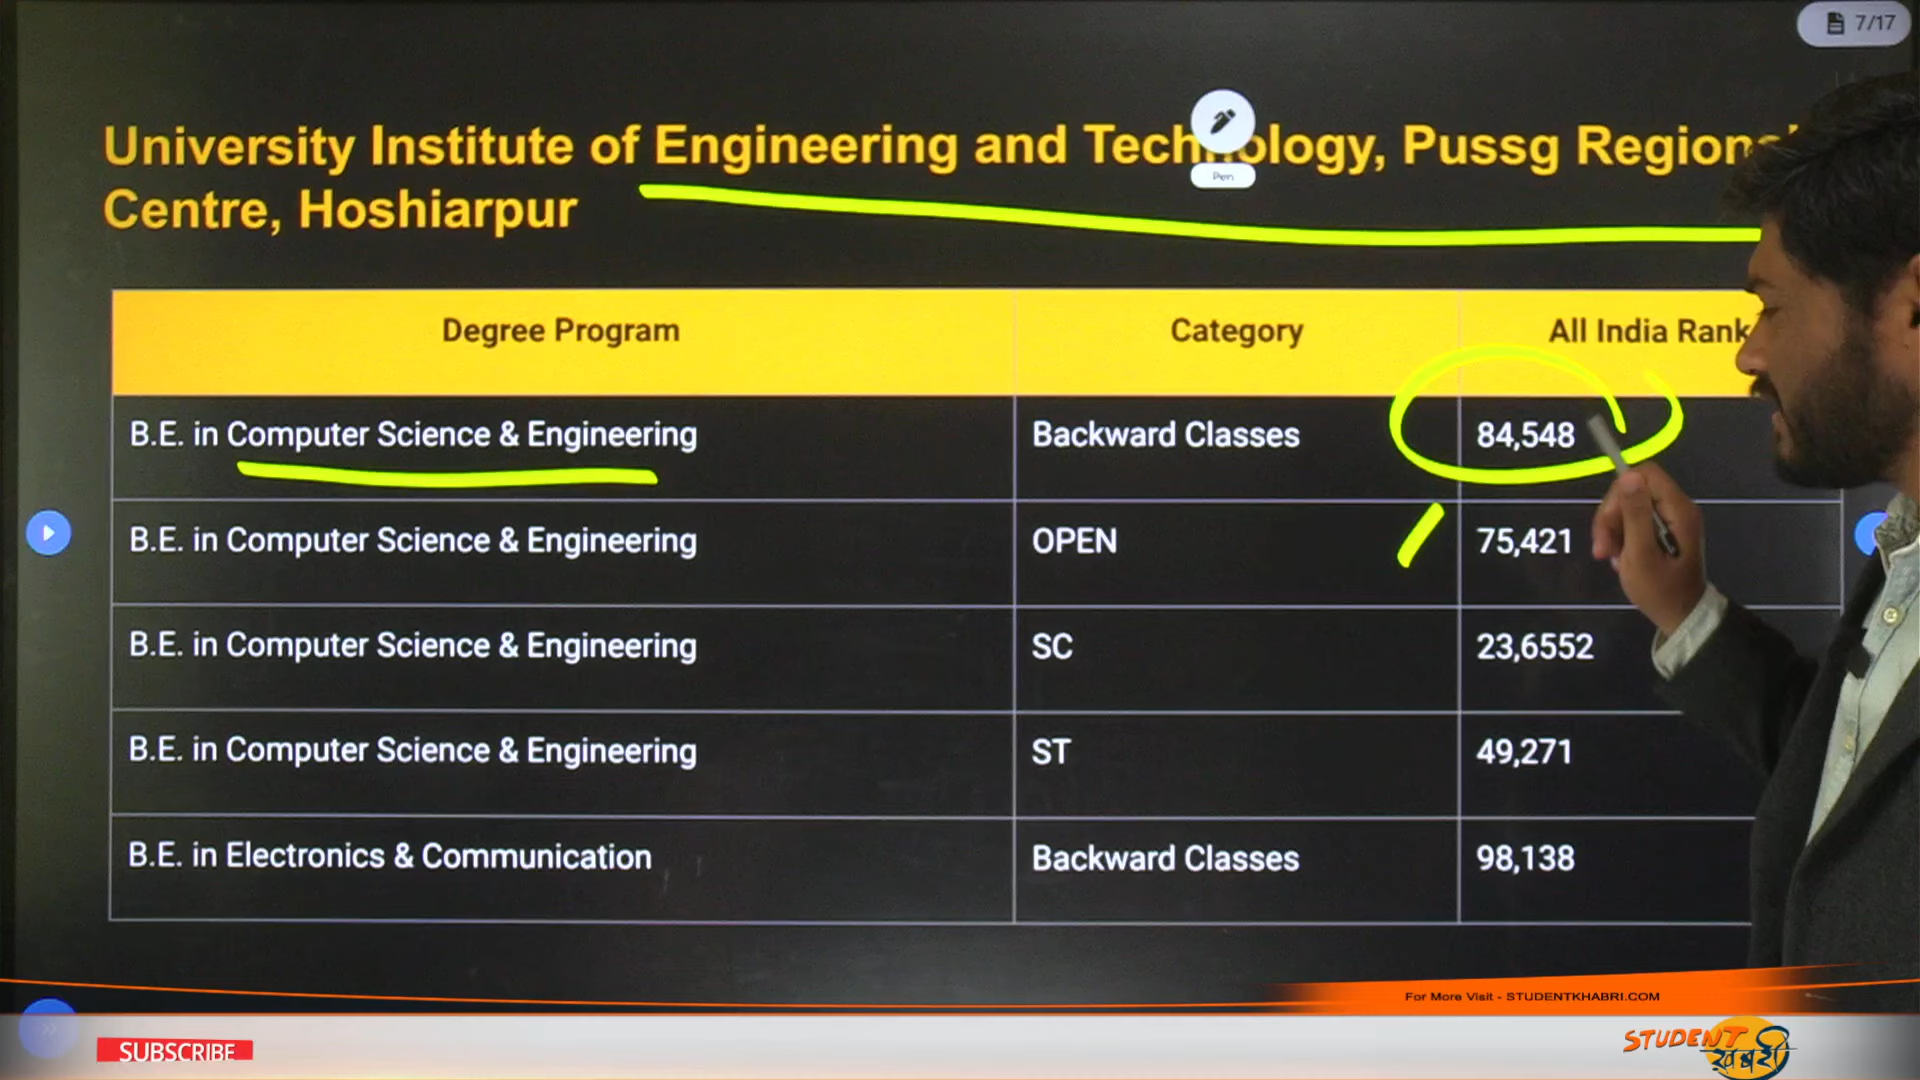 7/17
University Institute of Engineering and Technology, Pussg Regional
Centre, Hoshiarpur
Pen
Degree Program Category All India Rank
B.E. in Computer Science & Engineering Backward Classes 84,548
B.E. in Computer Science & Engineering OPEN 75,421
B.E. in Computer Science & Engineering SC 23,6552
B.E. in Computer Science & Engineering ST 49,271
B.E. in Electronics & Communication Backward Classes 98,138
For More Visit - STUDENTKHABRI.COM
SUBSCRIBE
STUDENT
खबरी